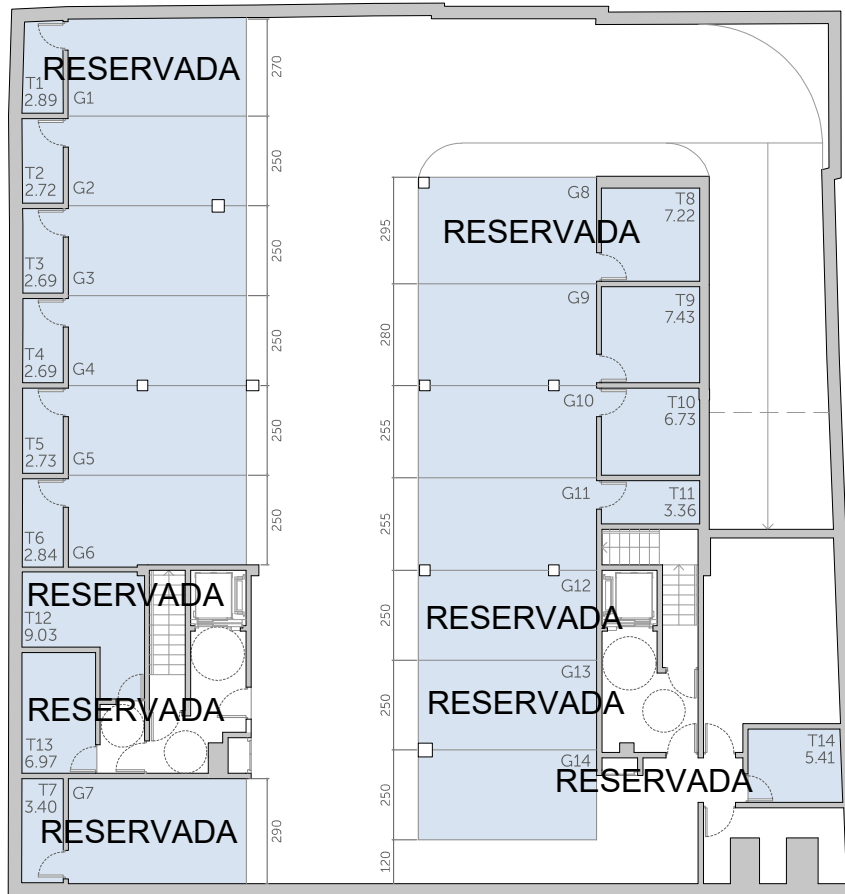 RESERVADA
T1
2.89
G1
270
T2
2.72
G2
250
T3
2.69
G3
250
T4
2.69
G4
250
T5
2.73
G5
250
T6
2.84
G6
250
RESERVADA
T12
9.03
RESERVADA
T13
6.97
T7
3.40
G7
RESERVADA
290
G8
RESERVADA
T8
7.22
295
G9
T9
7.43
280
G10
T10
6.73
255
G11
T11
3.36
255
G12
RESERVADA
250
G13
RESERVADA
250
G14
RESERVADA
T14
5.41
250
120